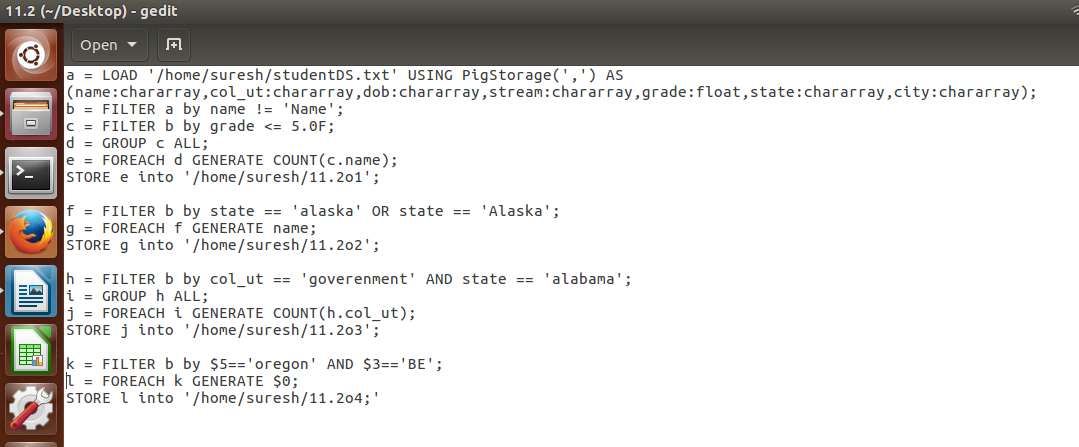 11.2 (~/Desktop) - gedit
Open
a = LOAD '/home/suresh/studentDS.txt' USING PigStorage(',') AS
(name:chararray,col_ut:chararray,dob:chararray,stream:chararray,grade:float,state:chararray,city:chararray);
b = FILTER a by name != 'Name';
c = FILTER b by grade <= 5.0F;
d = GROUP c ALL;
e = FOREACH d GENERATE COUNT(c.name);
STORE e into '/home/suresh/11.2o1';
f = FILTER b by state == 'alaska' OR state == 'Alaska';
g = FOREACH f GENERATE name;
STORE g into '/home/suresh/11.2o2';
h = FILTER b by col_ut == 'goverenment' AND state == 'alabama';
i = GROUP h ALL;
j = FOREACH i GENERATE COUNT(h.col_ut);
STORE j into '/home/suresh/11.2o3';
k = FILTER b by $5=='oregon' AND $3=='BE';
l = FOREACH k GENERATE $0;
STORE l into '/home/suresh/11.2o4;'